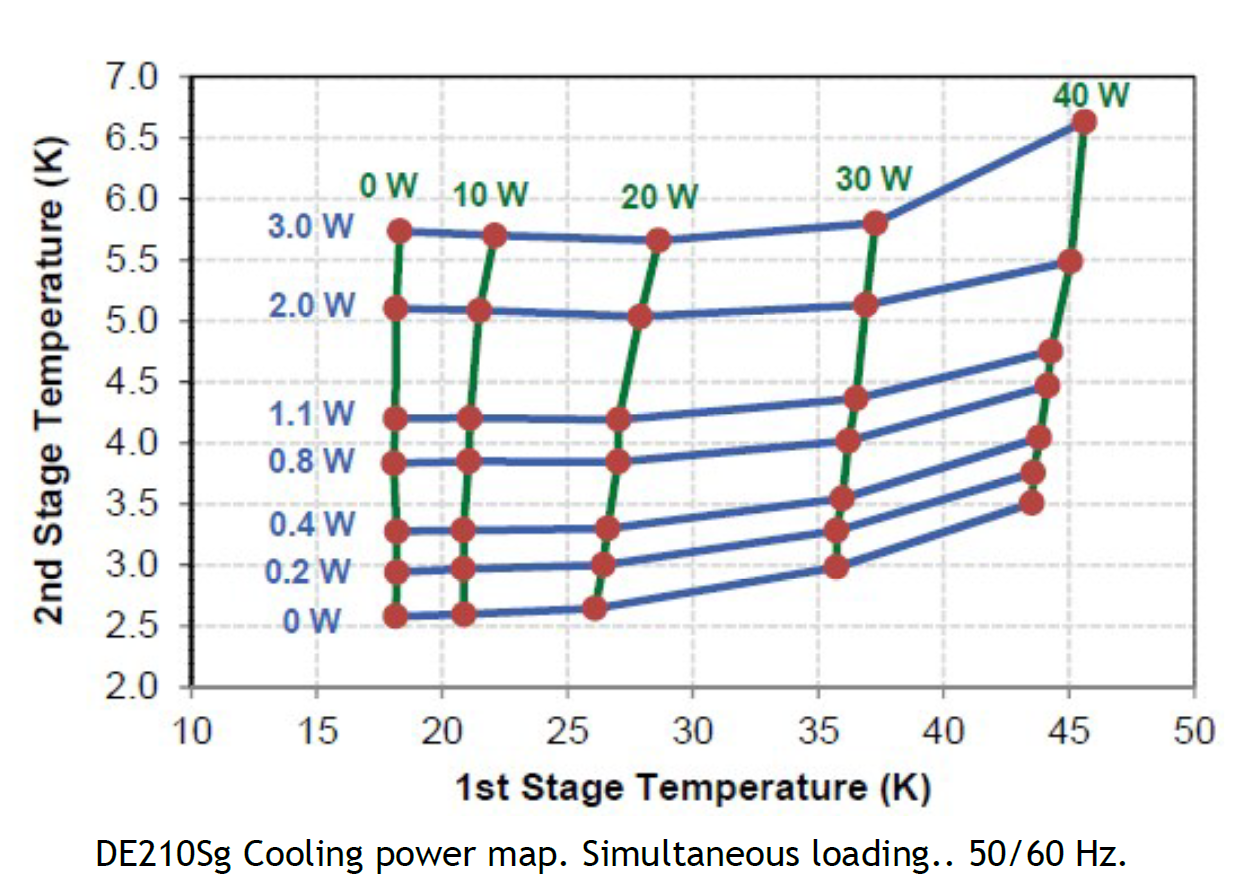 7.0
6.5
6.0
5.5
5.0
4.5
4.0
3.5
3.0
2.5
2.0
2nd Stage Temperature (K)
40 W
0 W 10 W 20 W 30 W
3.0 W
2.0 W
1.1 W
0.8 W
0.4 W
0.2 W
0 W
10 15 20 25 30 35 40 45 50
1st Stage Temperature (K)
DE210Sg Cooling power map. Simultaneous loading.. 50/60 Hz.